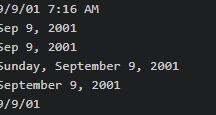 9/9/01 7:16 AM
Sep 9, 2001
Sep 9, 2001
Sunday, September 9, 2001
September 9, 2001
9/9/01